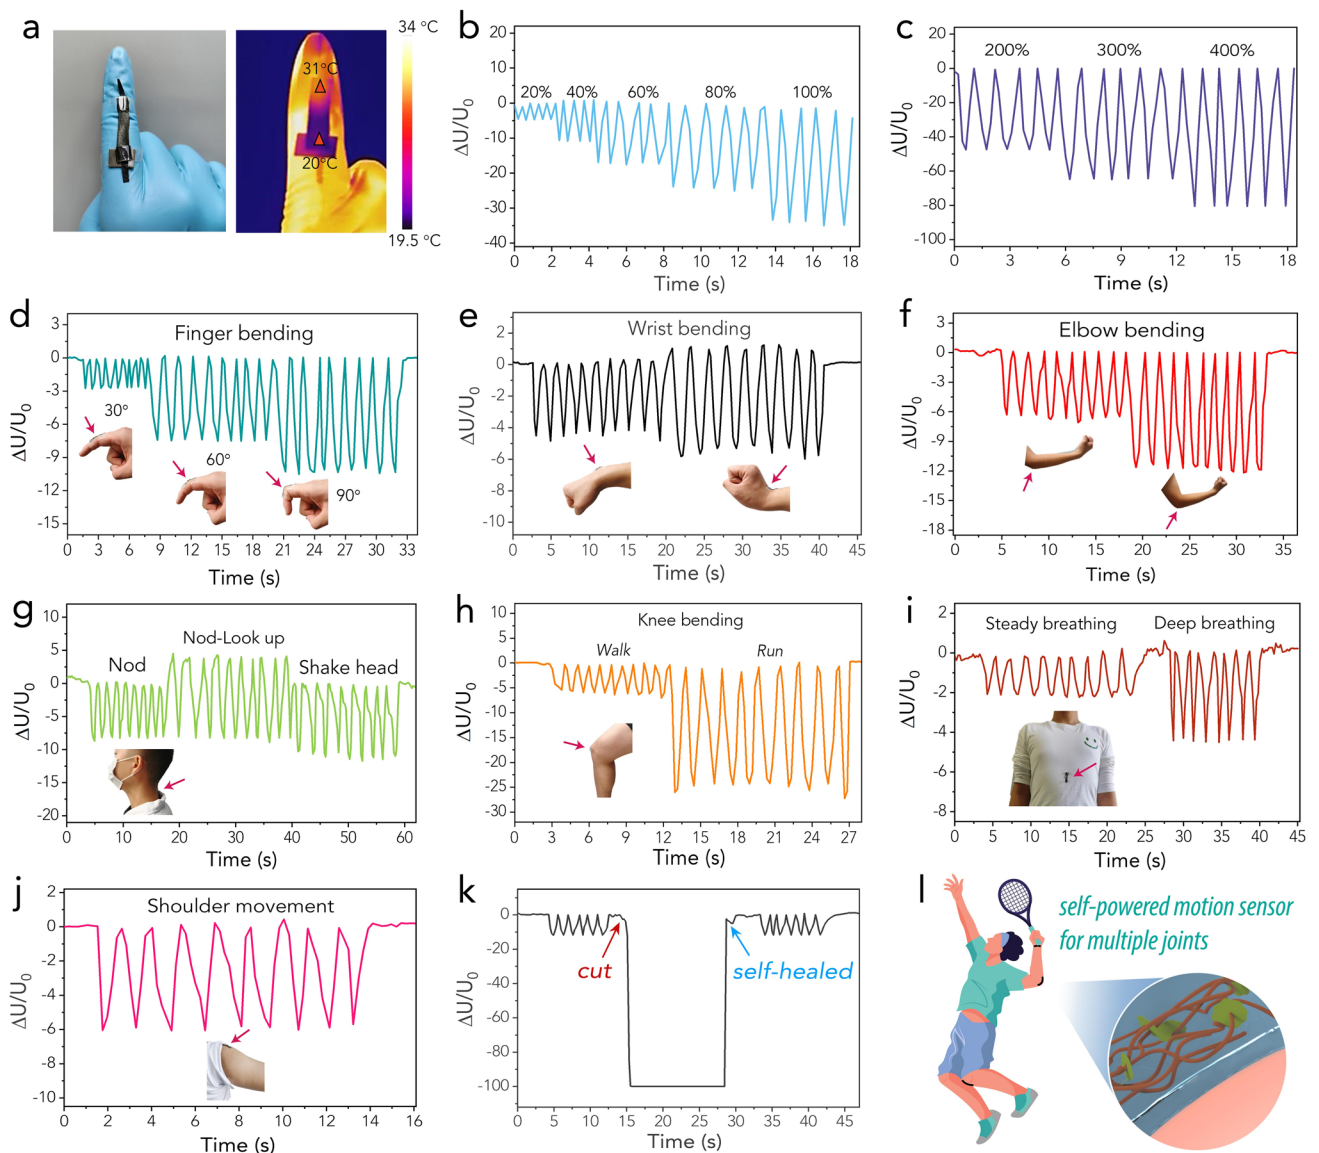 a
34 °C
31°C
20°C
19.5 °C
b
20
10
0
-10
-20
-30
-40
ΔU/U0
20% 40% 60% 80% 100%
0 2 4 6 8 10 12 14 16 18
Time (s)
c
20
0
-20
-40
-60
-80
-100
ΔU/U0
200% 300% 400%
0 3 6 9 12 15 18
Time (s)
d
3
0
-3
-6
-9
-12
-15
ΔU/U0
Finger bending
30°
60°
90°
0 3 6 9 12 15 18 21 24 27 30 33
Time (s)
e
2
0
-2
-4
-6
-8
-10
ΔU/U0
Wrist bending
0 5 10 15 20 25 30 35 40 45
Time (s)
f
3
0
-3
-6
-9
-12
-15
-18
ΔU/U0
Elbow bending
0 5 10 15 20 25 30 35
Time (s)
g
10
5
0
-5
-10
-15
-20
ΔU/U0
Nod-Look up
Nod
Shake head
0 10 20 30 40 50 60
Time (s)
h
10
5
0
-5
-10
-15
-20
-25
-30
ΔU/U0
Knee bending
Walk Run
3 6 9 12 15 18 21 24 27
Time (s)
i
2
0
-2
-4
-6
-8
ΔU/U0
Steady breathing Deep breathing
0 5 10 15 20 25 30 35 40 45
Time (s)
j
2
0
-2
-4
-6
-8
-10
ΔU/U0
Shoulder movement
0 2 4 6 8 10 12 14 16
Time (s)
k
0
-20
-40
-60
-80
-100
ΔU/U0
cut
self-healed
0 5 10 15 20 25 30 35 40 45
Time (s)
l
self-powered motion sensor
for multiple joints